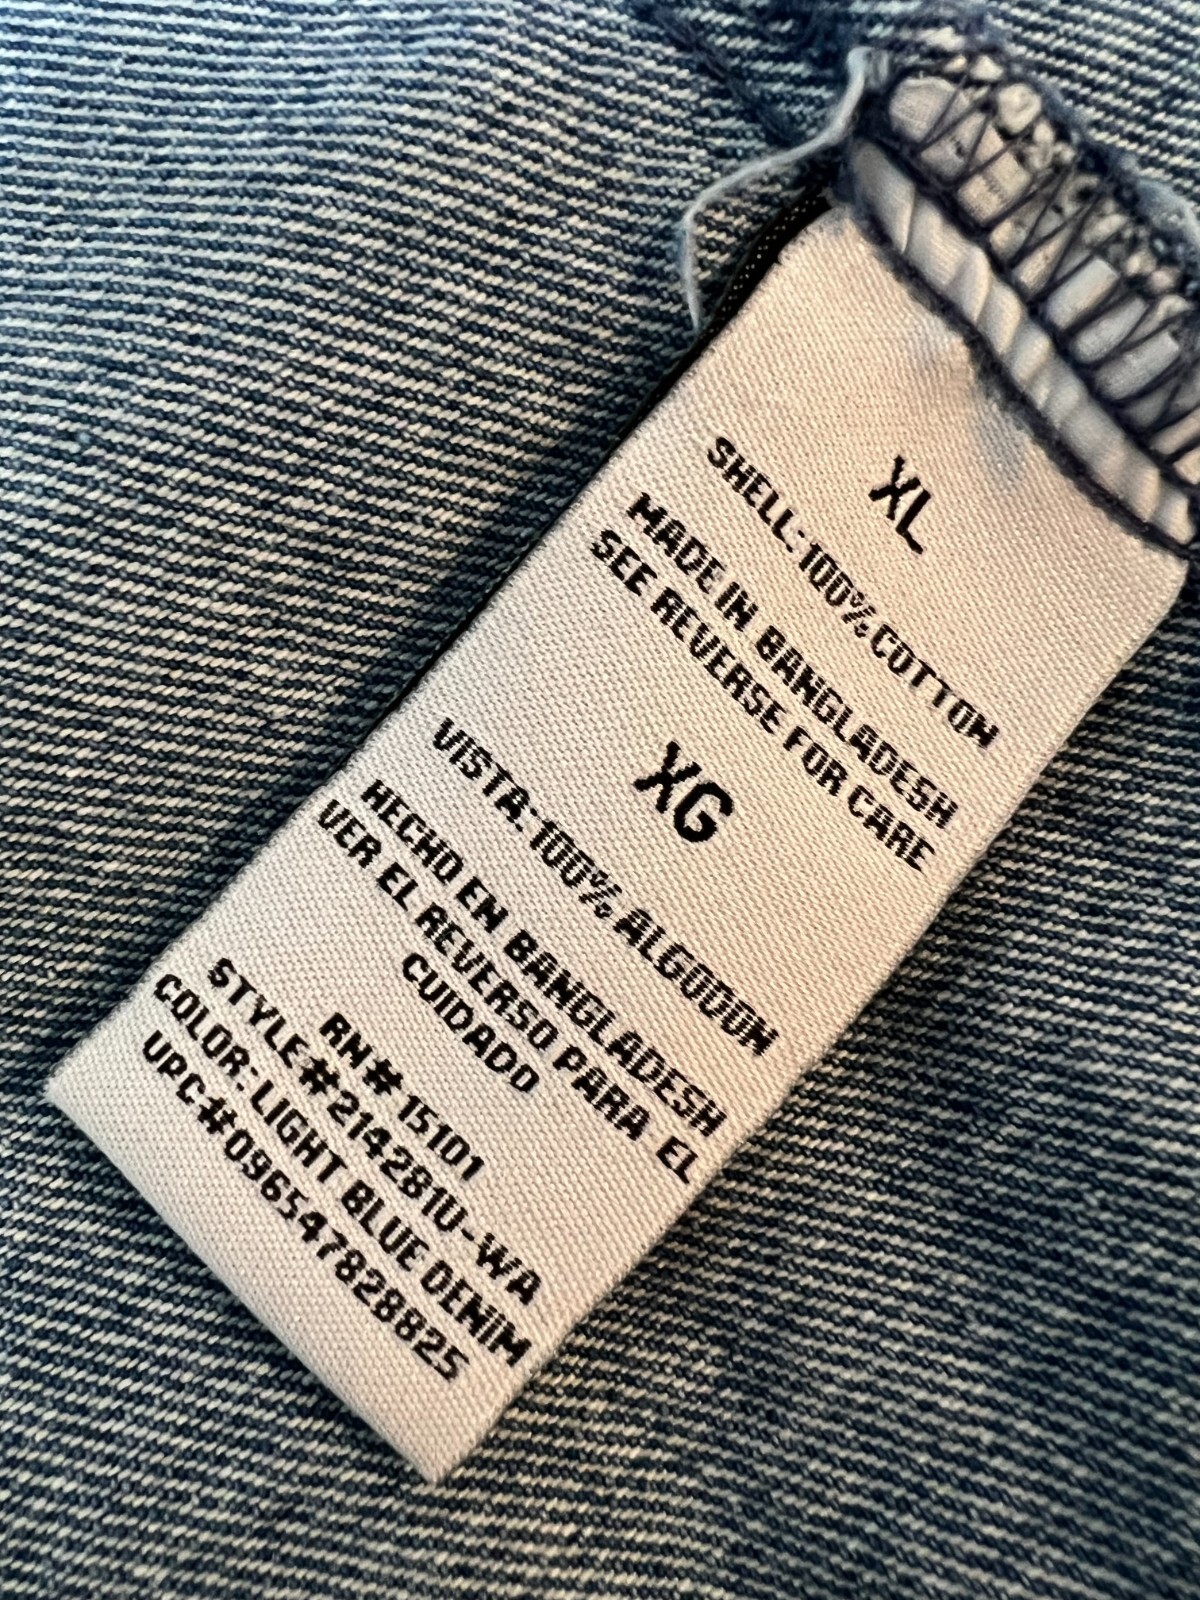 XL
SHELL: 100% COTTON
MADE IN BANGLADESH
SEE REVERSE FOR CARE
XG
VISTA: 100% ALGODON
HECHO EN BANGLADESH
VER EL REVERSO PARA EL
CUIDADO
RN# 15101
STYLE#214281U-WA
COLOR: LIGHT BLUE DENIM
UPC#096547828825